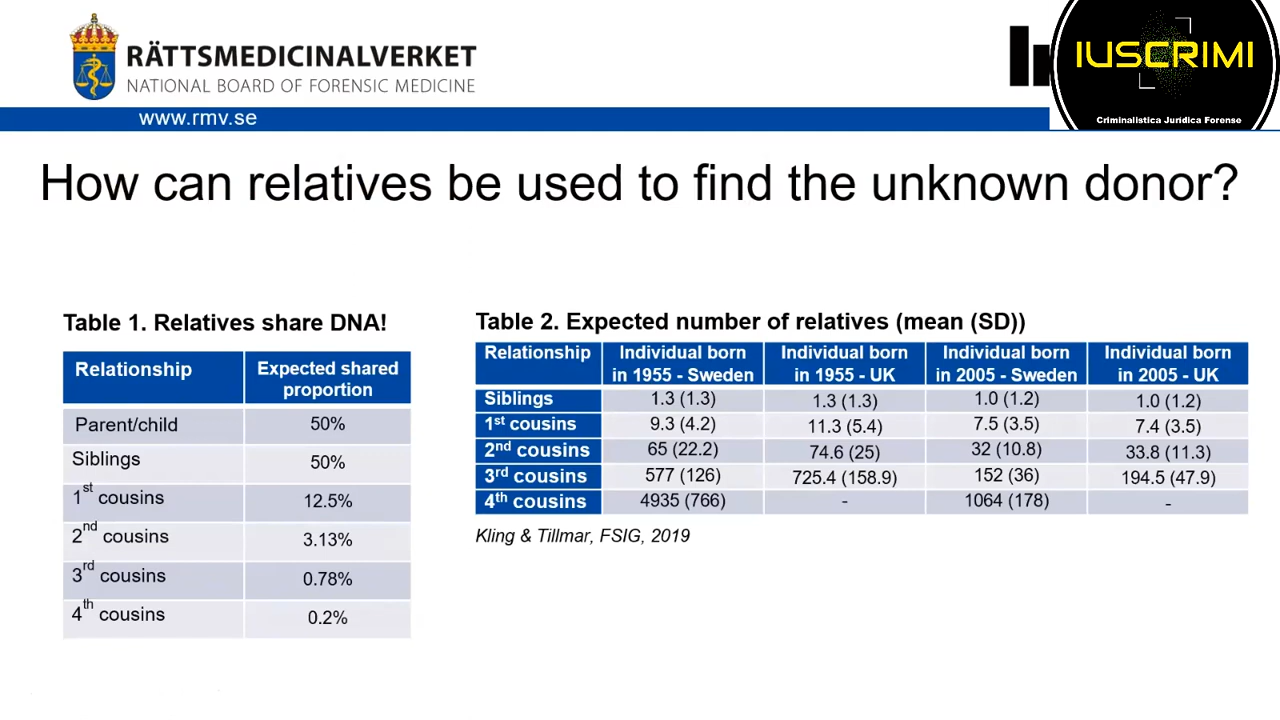 RÄTTSMEDICINALVERKET
NATIONAL BOARD OF FORENSIC MEDICINE
www.rmv.se
IUSCRIMI
Criminalistica Jurídica Forense
How can relatives be used to find the unknown donor?
Table 1. Relatives share DNA!
Relationship Expected shared proportion
Parent/child 50%
Siblings 50%
1st cousins 12.5%
2nd cousins 3.13%
3rd cousins 0.78%
4th cousins 0.2%
Table 2. Expected number of relatives (mean (SD))
Relationship Individual born in 1955 - Sweden Individual born in 1955 - UK Individual born in 2005 - Sweden Individual born in 2005 - UK
Siblings 1.3 (1.3) 1.3 (1.3) 1.0 (1.2) 1.0 (1.2)
1st cousins 9.3 (4.2) 11.3 (5.4) 7.5 (3.5) 7.4 (3.5)
2nd cousins 65 (22.2) 74.6 (25) 32 (10.8) 33.8 (11.3)
3rd cousins 577 (126) 725.4 (158.9) 152 (36) 194.5 (47.9)
4th cousins 4935 (766) - 1064 (178) -
Kling & Tillmar, FSIG, 2019